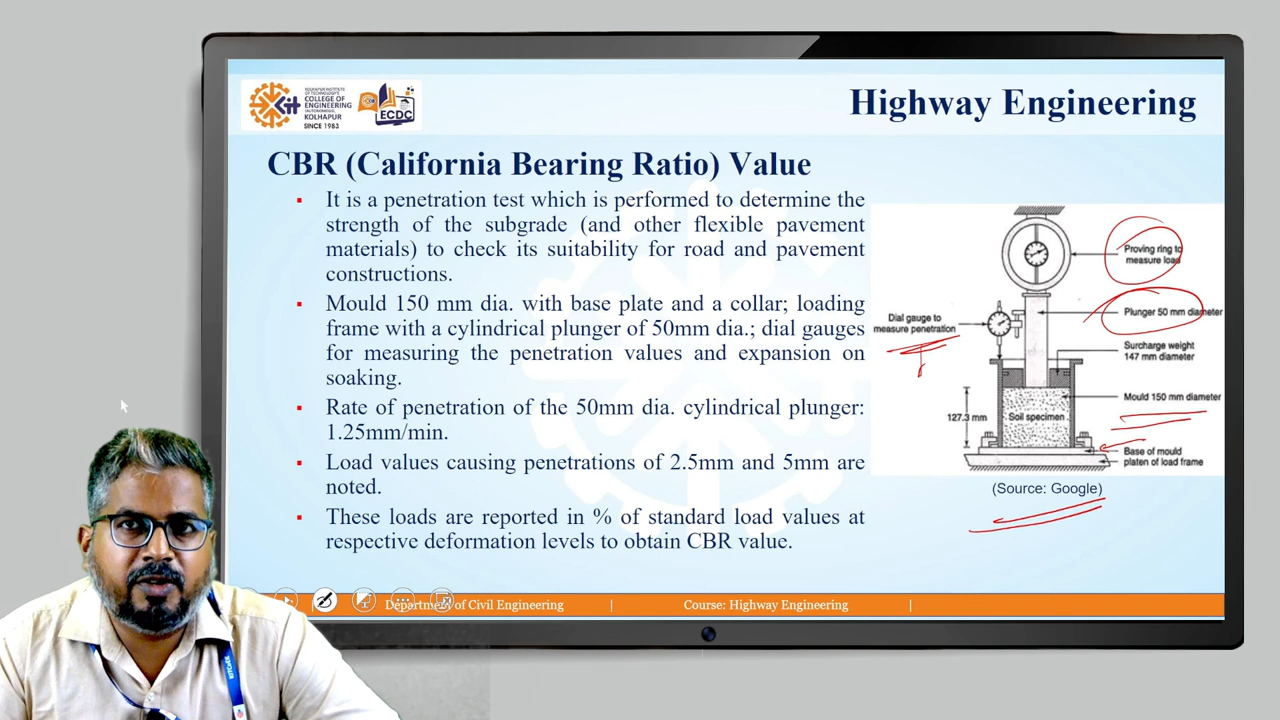 KOLHAPUR INSTITUTE
OF TECHNOLOGY'S
COLLEGE OF
ENGINEERING
(AUTONOMOUS),
KOLHAPUR
SINCE 1983
ECDC
Highway Engineering
CBR (California Bearing Ratio) Value
▪ It is a penetration test which is performed to determine the
strength of the subgrade (and other flexible pavement
materials) to check its suitability for road and pavement
constructions.
▪ Mould 150 mm dia. with base plate and a collar; loading
frame with a cylindrical plunger of 50mm dia.; dial gauges
for measuring the penetration values and expansion on
soaking.
▪ Rate of penetration of the 50mm dia. cylindrical plunger:
1.25mm/min.
▪ Load values causing penetrations of 2.5mm and 5mm are
noted.
▪ These loads are reported in % of standard load values at
respective deformation levels to obtain CBR value.
Proving ring to
measure load
Dial gauge to
measure penetration
Plunger 50 mm diameter
Surcharge weight
147 mm diameter
Mould 150 mm diameter
127.3 mm
Soil specimen
Base of mould
platen of load frame
(Source: Google)
Department of Civil Engineering | Course: Highway Engineering |